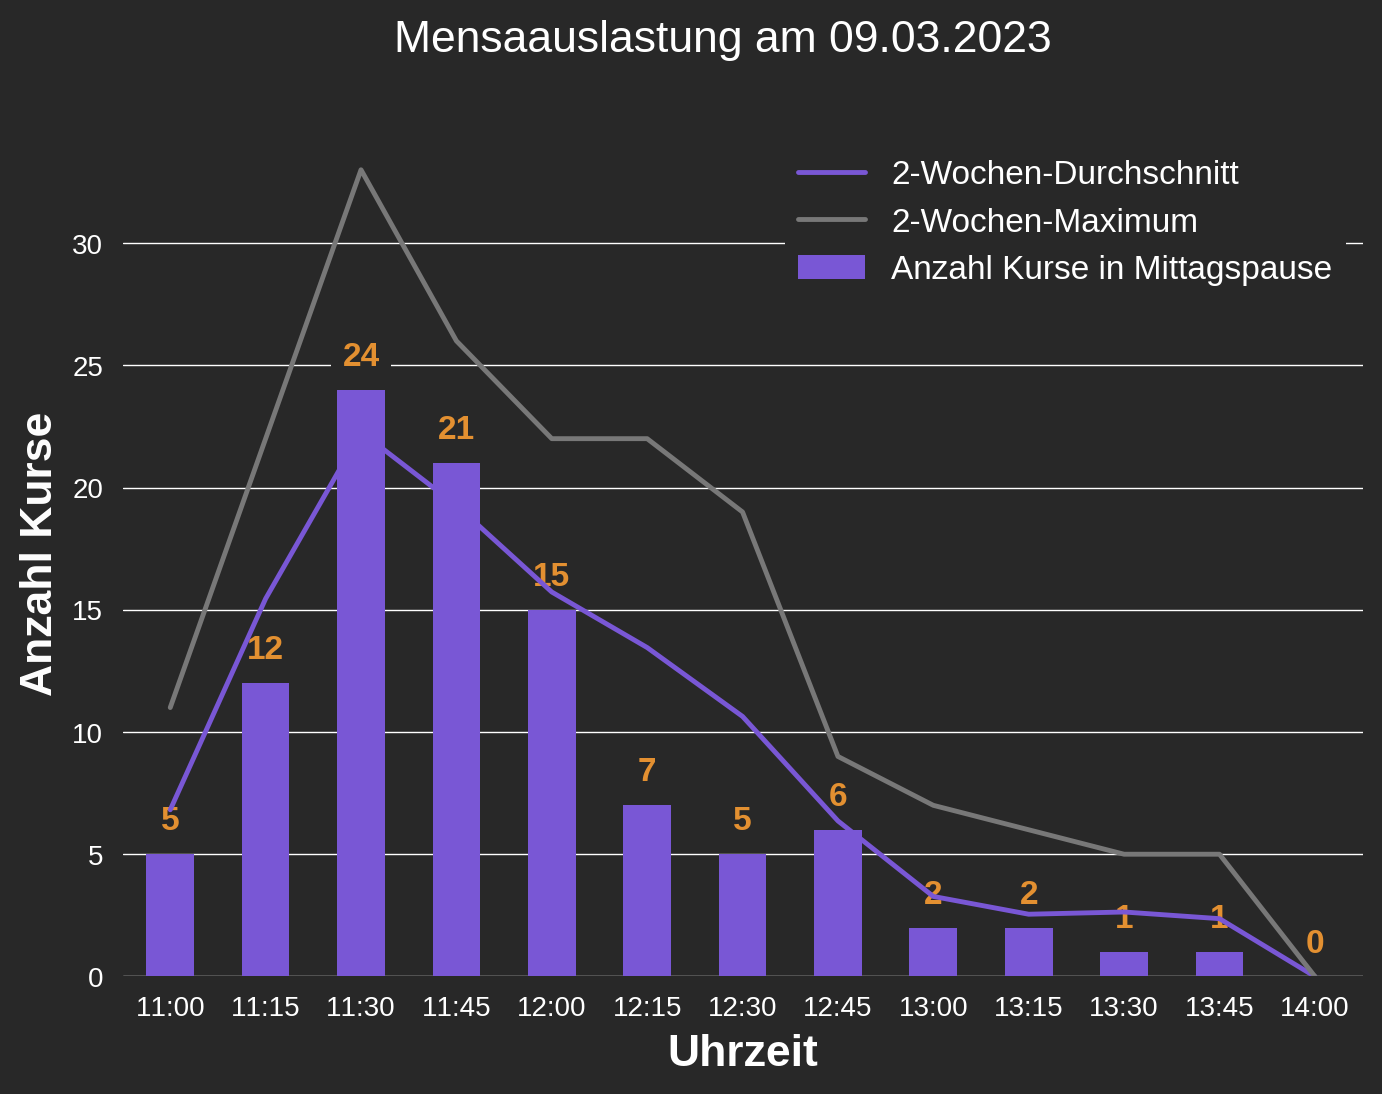 Mensaauslastung am 09.03.2023
2-Wochen-Durchschnitt
2-Wochen-Maximum
Anzahl Kurse in Mittagspause
Anzahl Kurse
30
25
20
15
10
5
0
24
21
15
12
7
6
5
5
2
2
1
1
0
11:00 11:15 11:30 11:45 12:00 12:15 12:30 12:45 13:00 13:15 13:30 13:45 14:00
Uhrzeit